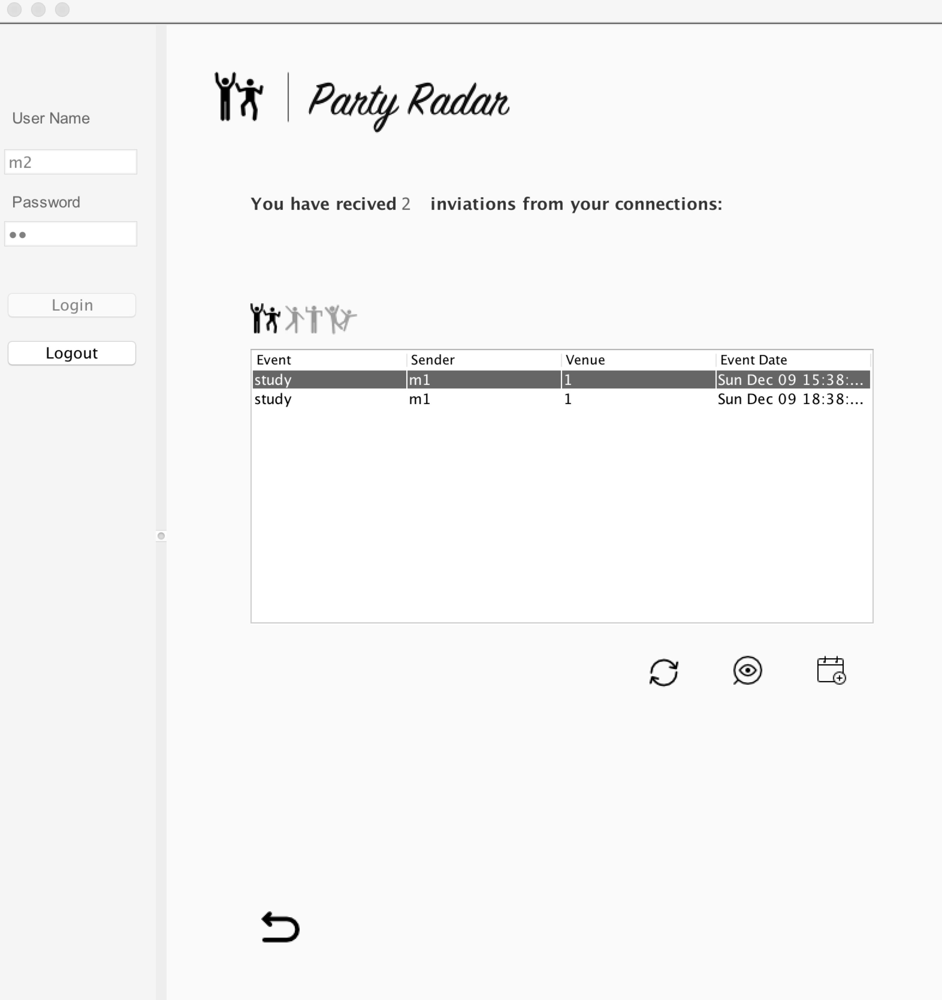 User Name
m2
Password
Login
Logout
Party Radar
You have recived 2 inviations from your connections:
Event Sender Venue Event Date
study m1 1 Sun Dec 09 15:38:...
study m1 1 Sun Dec 09 18:38:...